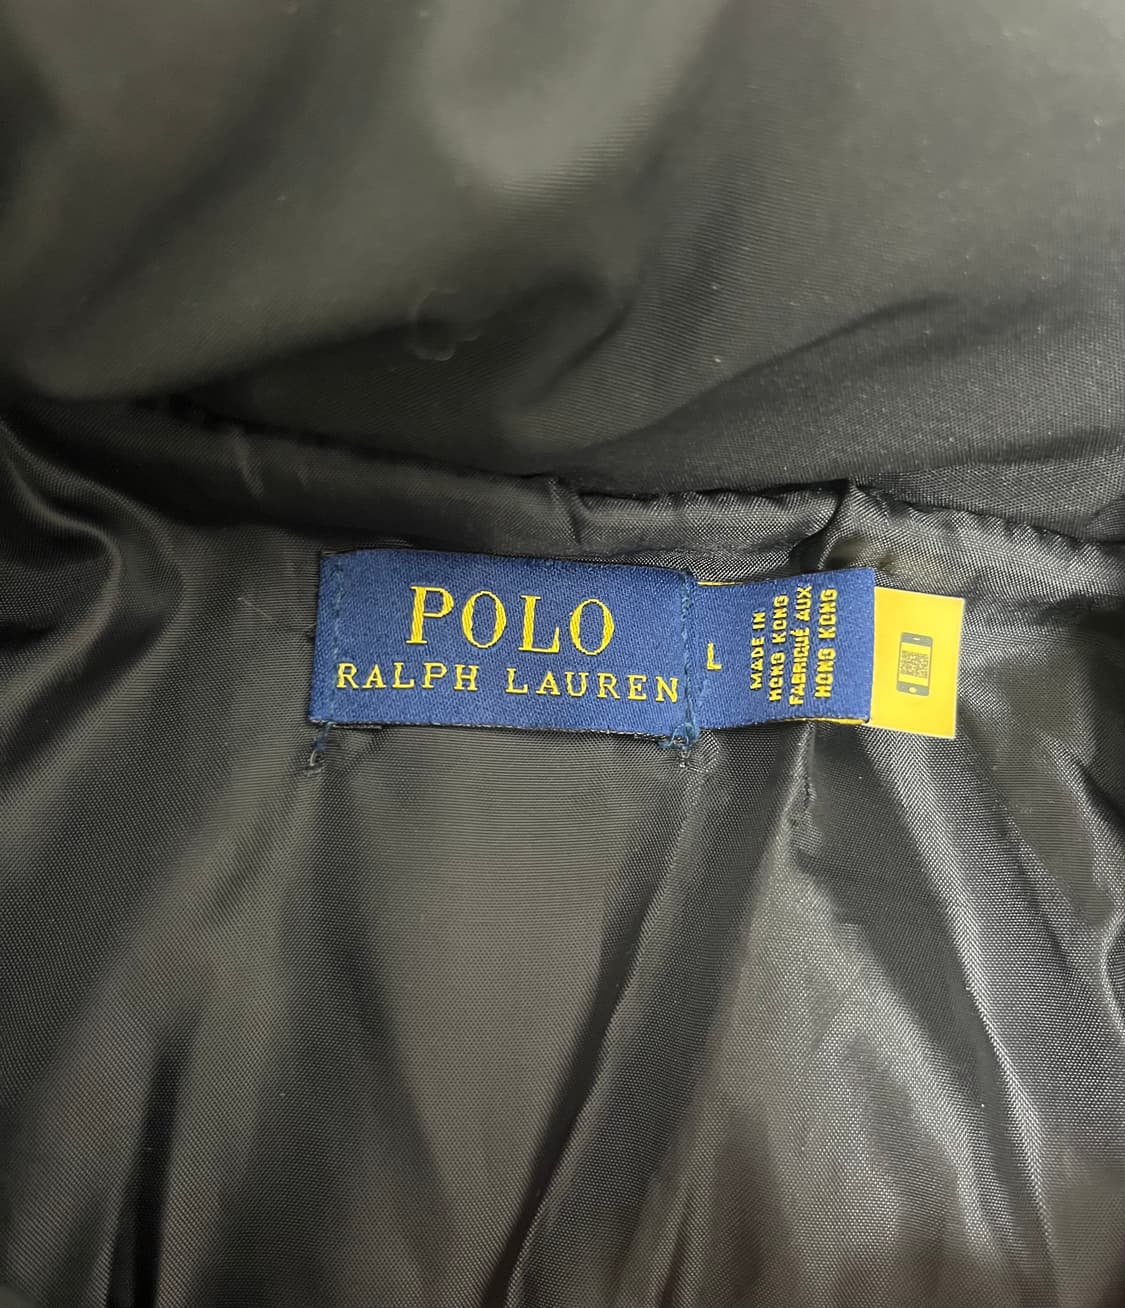 POLO
RALPH LAUREN
L
MADE IN
HONG KONG
FABRIQUÉ AUX
HONG KONG